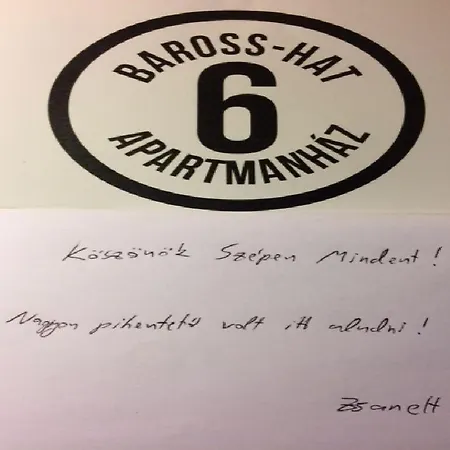 BAROSS-HAT
6
APARTMANHÁZ
Köszönök Szépen Mindent!
Nagyon pihentető volt itt aludni!
Zsanett